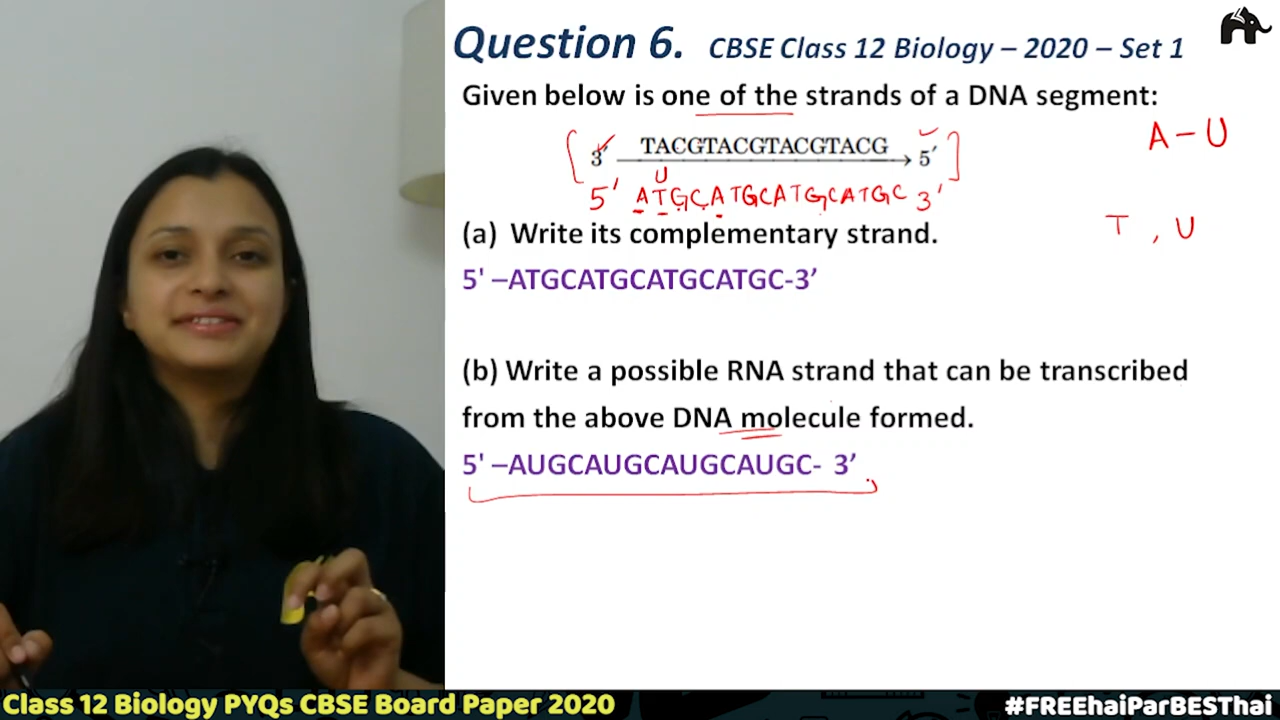 Question 6. CBSE Class 12 Biology – 2020 – Set 1
Given below is one of the strands of a DNA segment:
A – U
3′ TACGTACGTACGTACG 5′
U
5' ATGCATGCATGCATGC 3'
T , U
(a) Write its complementary strand.
5' –ATGCATGCATGCATGC-3’
(b) Write a possible RNA strand that can be transcribed
from the above DNA molecule formed.
5' –AUGCAUGCAUGCAUGC- 3’
Class 12 Biology PYQs CBSE Board Paper 2020
#FREEhaiParBESThai